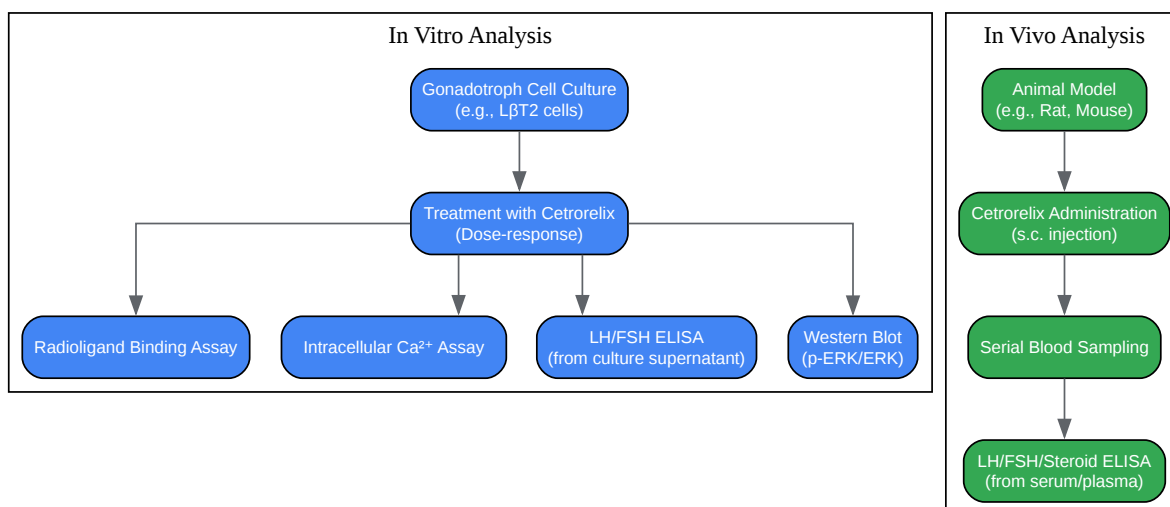 In Vitro Analysis
Gonadotroph Cell Culture
(e.g., LβT2 cells)
Treatment with Cetrorelix
(Dose-response)
Radioligand Binding Assay
Intracellular Ca²⁺ Assay
LH/FSH ELISA
(from culture supernatant)
Western Blot
(p-ERK/ERK)
In Vivo Analysis
Animal Model
(e.g., Rat, Mouse)
Cetrorelix Administration
(s.c. injection)
Serial Blood Sampling
LH/FSH/Steroid ELISA
(from serum/plasma)